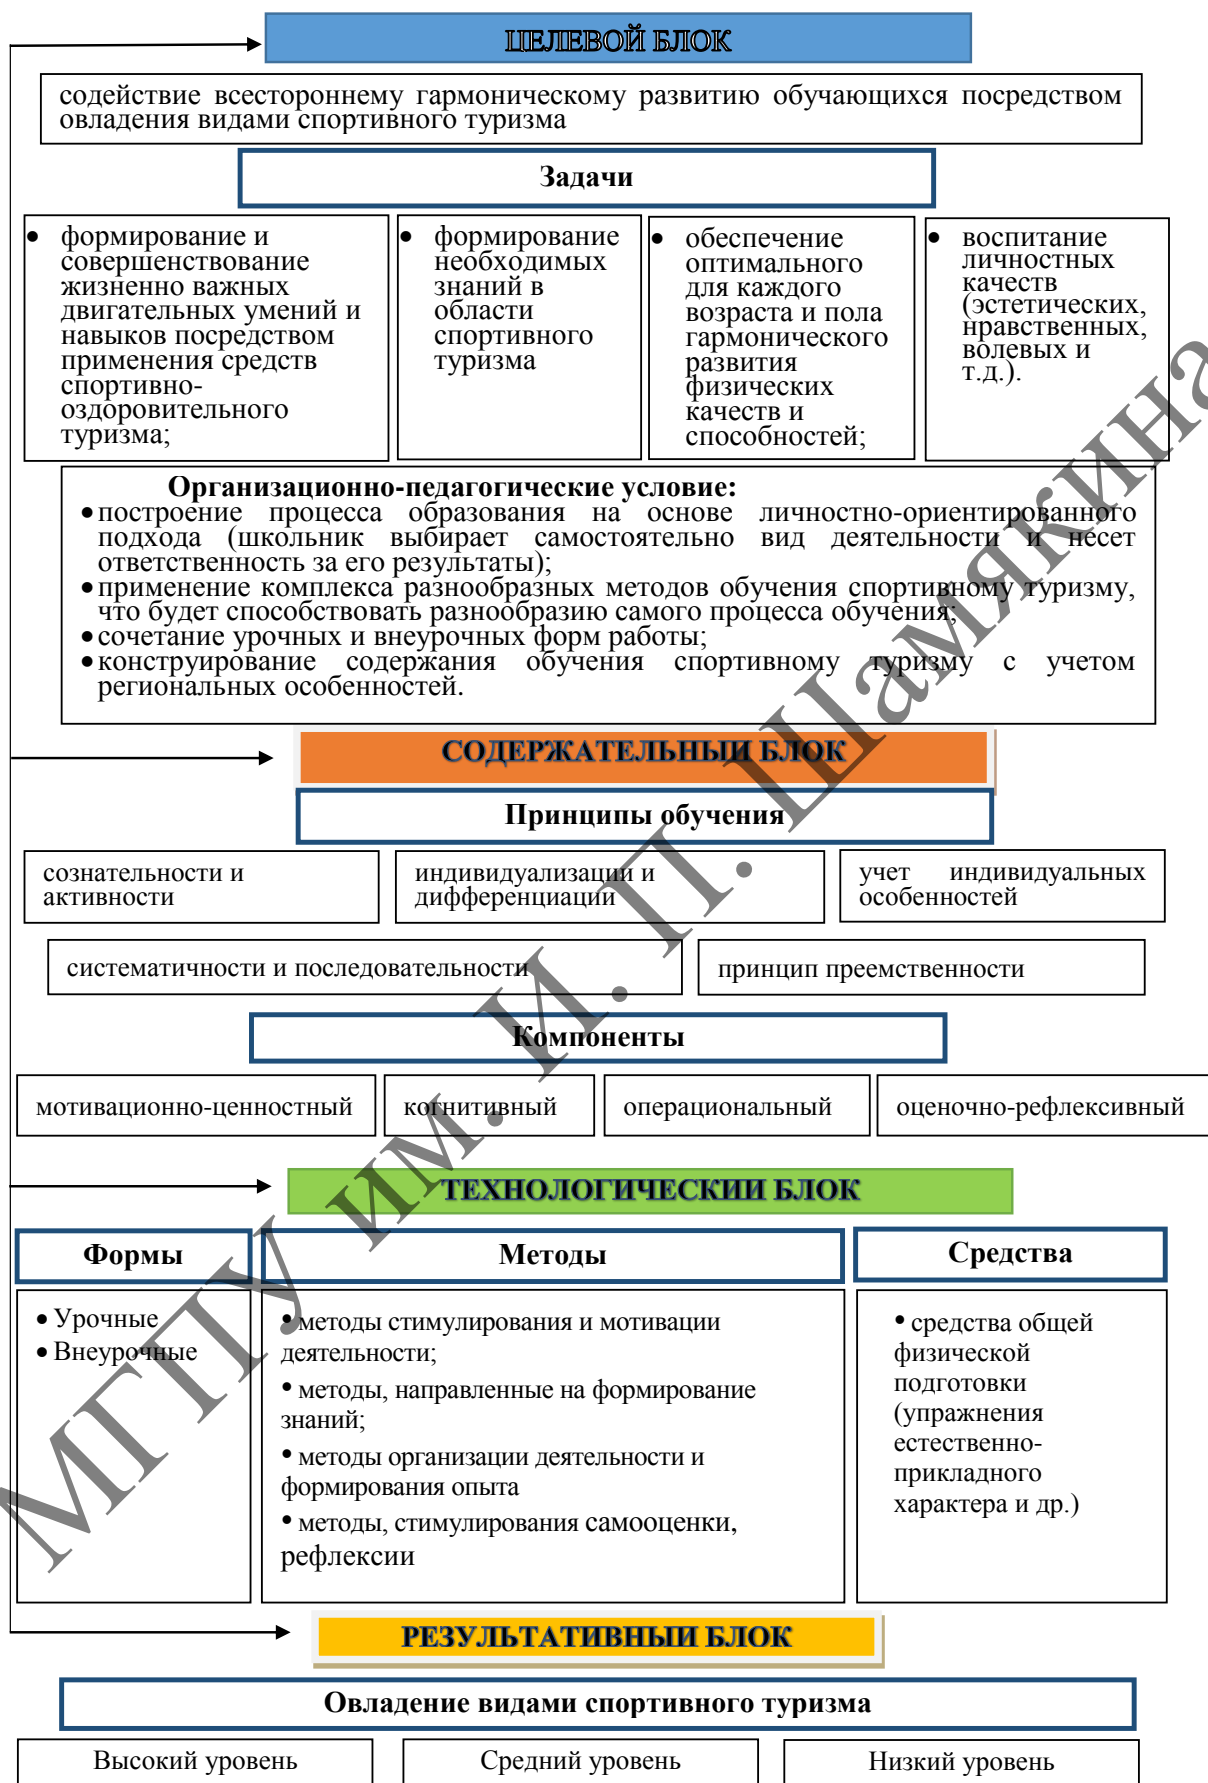 ЦЕЛЕВОЙ БЛОК
содействие всестороннему гармоническому развитию обучающихся посредством
овладения видами спортивного туризма
Задачи
• формирование и
совершенствование
жизненно важных
двигательных умений и
навыков посредством
применения средств
спортивно-
оздоровительного
туризма;
• формирование
необходимых
знаний в
области
спортивного
туризма
• обеспечение
оптимального
для каждого
возраста и пола
гармонического
развития
физических
качеств и
способностей;
• воспитание
личностных
качеств
(эстетических,
нравственных,
волевых и
т.д.).
Организационно-педагогические условие:
• построение процесса образования на основе личностно-ориентированного
подхода (школьник выбирает самостоятельно вид деятельности и несет
ответственность за его результаты);
• применение комплекса разнообразных методов обучения спортивному туризму,
что будет способствовать разнообразию самого процесса обучения;
• сочетание урочных и внеурочных форм работы;
• конструирование содержания обучения спортивному туризму с учетом
региональных особенностей.
СОДЕРЖАТЕЛЬНЫЙ БЛОК
Принципы обучения
сознательности и
активности
индивидуализации и
дифференциации
учет индивидуальных
особенностей
систематичности и последовательности
принцип преемственности
Компоненты
мотивационно-ценностный
когнитивный
операциональный
оценочно-рефлексивный
ТЕХНОЛОГИЧЕСКИЙ БЛОК
Формы
Методы
Средства
• Урочные
• Внеурочные
• методы стимулирования и мотивации
деятельности;
• методы, направленные на формирование
знаний;
• методы организации деятельности и
формирования опыта
• методы, стимулирования самооценки,
рефлексии
• средства общей
физической
подготовки
(упражнения
естественно-
прикладного
характера и др.)
РЕЗУЛЬТАТИВНЫЙ БЛОК
Овладение видами спортивного туризма
Высокий уровень
Средний уровень
Низкий уровень
МГПУ им. И. П. Шамякина